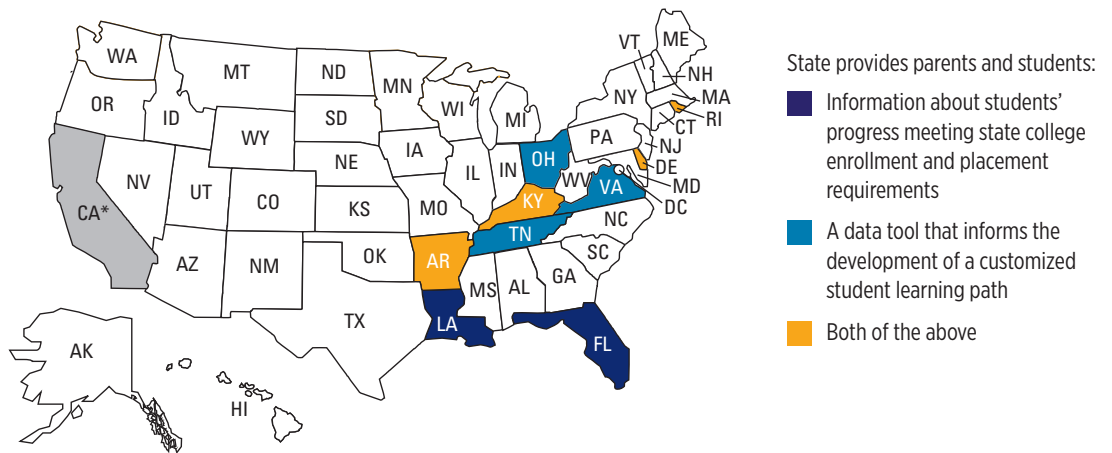 WA
OR
CA*
ID
NV
MT
WY
UT
AZ
CO
NM
ND
SD
NE
KS
OK
TX
MN
IA
MO
AR
LA
WI
IL
MS
MI
IN
OH
KY
TN
AL
GA
FL
SC
NC
VA
WV
PA
NY
VT
ME
NH
MA
RI
CT
NJ
DE
MD
DC
AK
HI
State provides parents and students:
Information about students’
progress meeting state college
enrollment and placement
requirements
A data tool that informs the
development of a customized
student learning path
Both of the above